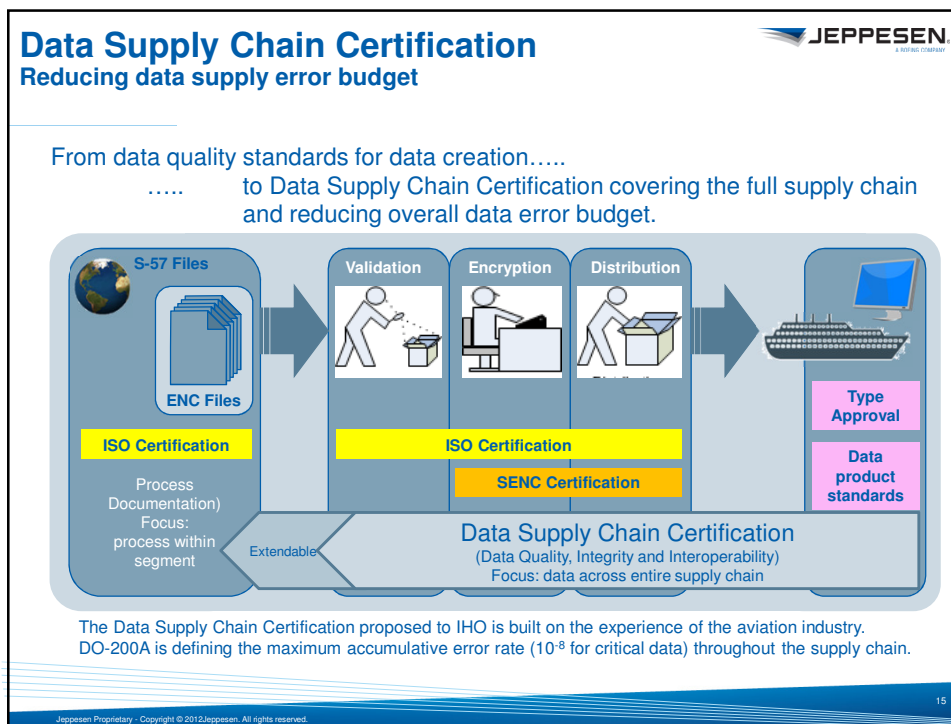 Data Supply Chain Certification
Reducing data supply error budget
JEPPESEN.
A BOEING COMPANY
From data quality standards for data creation.....
..... to Data Supply Chain Certification covering the full supply chain
and reducing overall data error budget.
S-57 Files
ENC Files
Validation
Encryption
Distribution
ISO Certification
ISO Certification
SENC Certification
Type
Approval
Data
product
standards
Process
Documentation)
Focus:
process within
segment
Extendable
Data Supply Chain Certification
(Data Quality, Integrity and Interoperability)
Focus: data across entire supply chain
The Data Supply Chain Certification proposed to IHO is built on the experience of the aviation industry.
DO-200A is defining the maximum accumulative error rate (10⁻⁸ for critical data) throughout the supply chain.
15
Jeppesen Proprietary - Copyright © 2012Jeppesen. All rights reserved.